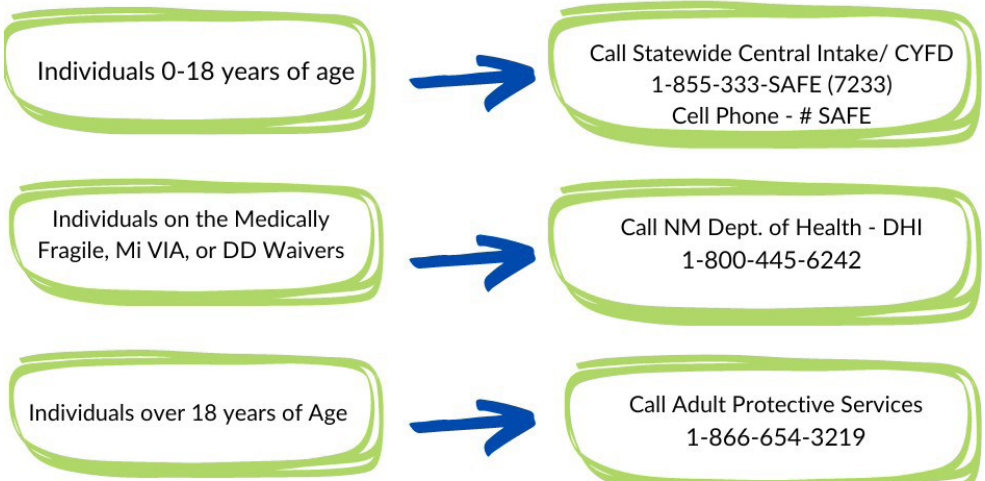 Individuals 0-18 years of age
Call Statewide Central Intake/ CYFD
1-855-333-SAFE (7233)
Cell Phone - # SAFE
Individuals on the Medically
Fragile, Mi VIA, or DD Waivers
Call NM Dept. of Health - DHI
1-800-445-6242
Individuals over 18 years of Age
Call Adult Protective Services
1-866-654-3219